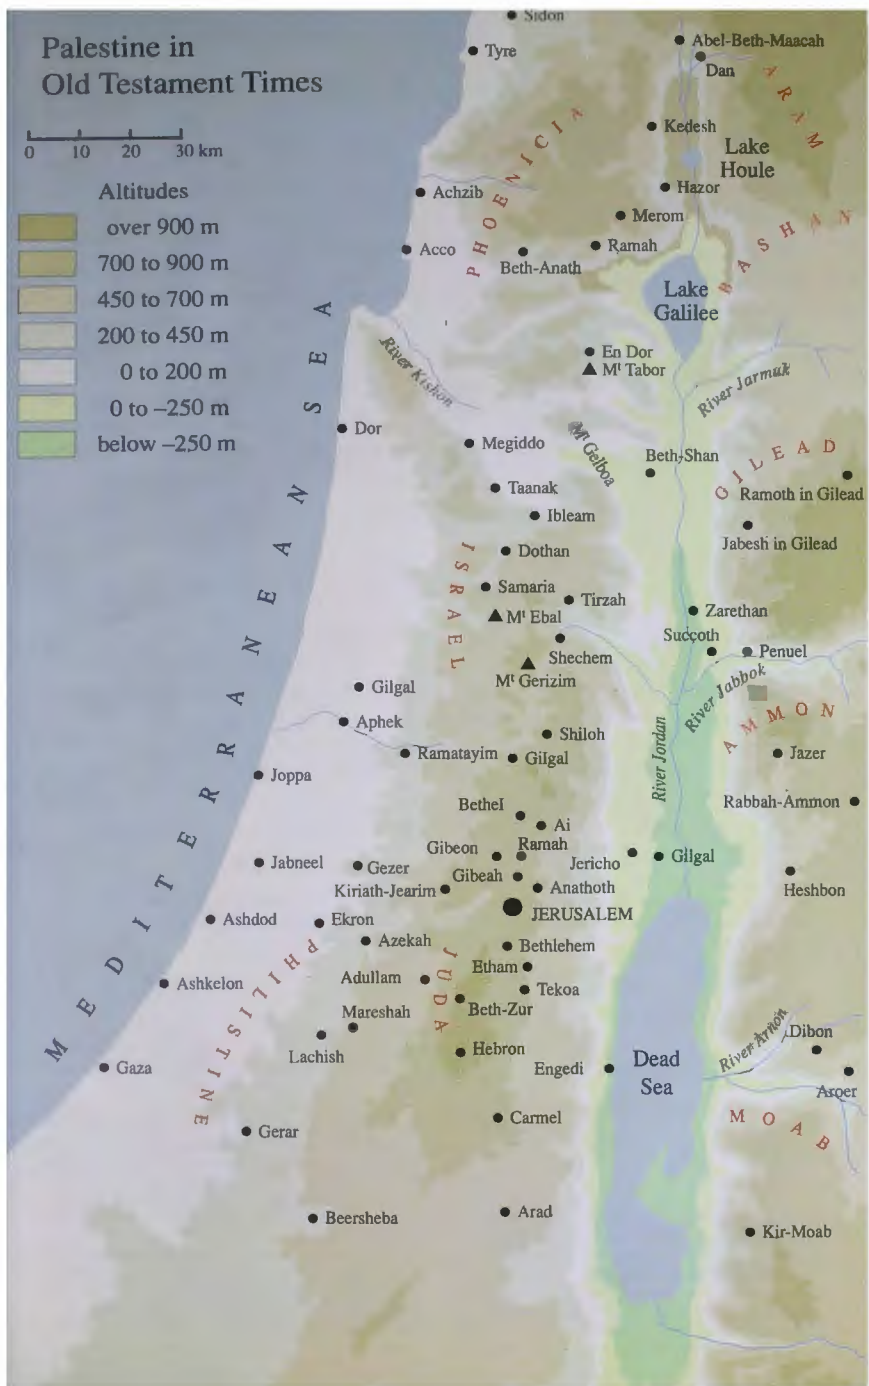 Palestine in
Old Testament Times
0 10 20 30 km
Altitudes
over 900 m
700 to 900 m
450 to 700 m
200 to 450 m
0 to 200 m
0 to –250 m
below –250 m
MEDITERRANEAN SEA
Sidon
Tyre
Abel-Beth-Maacah
Dan
ARAM
PHOENICIA
Kedesh
Lake
Houle
Achzib
Hazor
Merom
BASHAN
Acco
Beth-Anath
Ramah
Lake
Galilee
River Kishon
En Dor
Mt Tabor
River Jarmuk
Dor
Megiddo
Mt Gelboa
Beth-Shan
GILEAD
Ramoth in Gilead
Taanak
Ibleam
Jabesh in Gilead
Dothan
ISRAEL
Samaria
Tirzah
Mt Ebal
Zarethan
Succoth
Penuel
Shechem
Mt Gerizim
River Jabbok
Gilgal
Aphek
AMMON
Shiloh
River Jordan
Ramatayim
Gilgal
Jazer
Joppa
Rabbah-Ammon
Bethel
Ai
Gibeon
Ramah
Jericho
Gilgal
Jabneel
Gezer
Gibeah
Kiriath-Jearim
Anathoth
Heshbon
JERUSALEM
Ashdod
Ekron
Azekah
Bethlehem
PHILISTINE
JUDA
Etham
Ashkelon
Adullam
Tekoa
Beth-Zur
Mareshah
Lachish
Hebron
River Arnon
Dibon
Gaza
Engedi
Dead
Sea
Aroer
Gerar
Carmel
MOAB
Beersheba
Arad
Kir-Moab